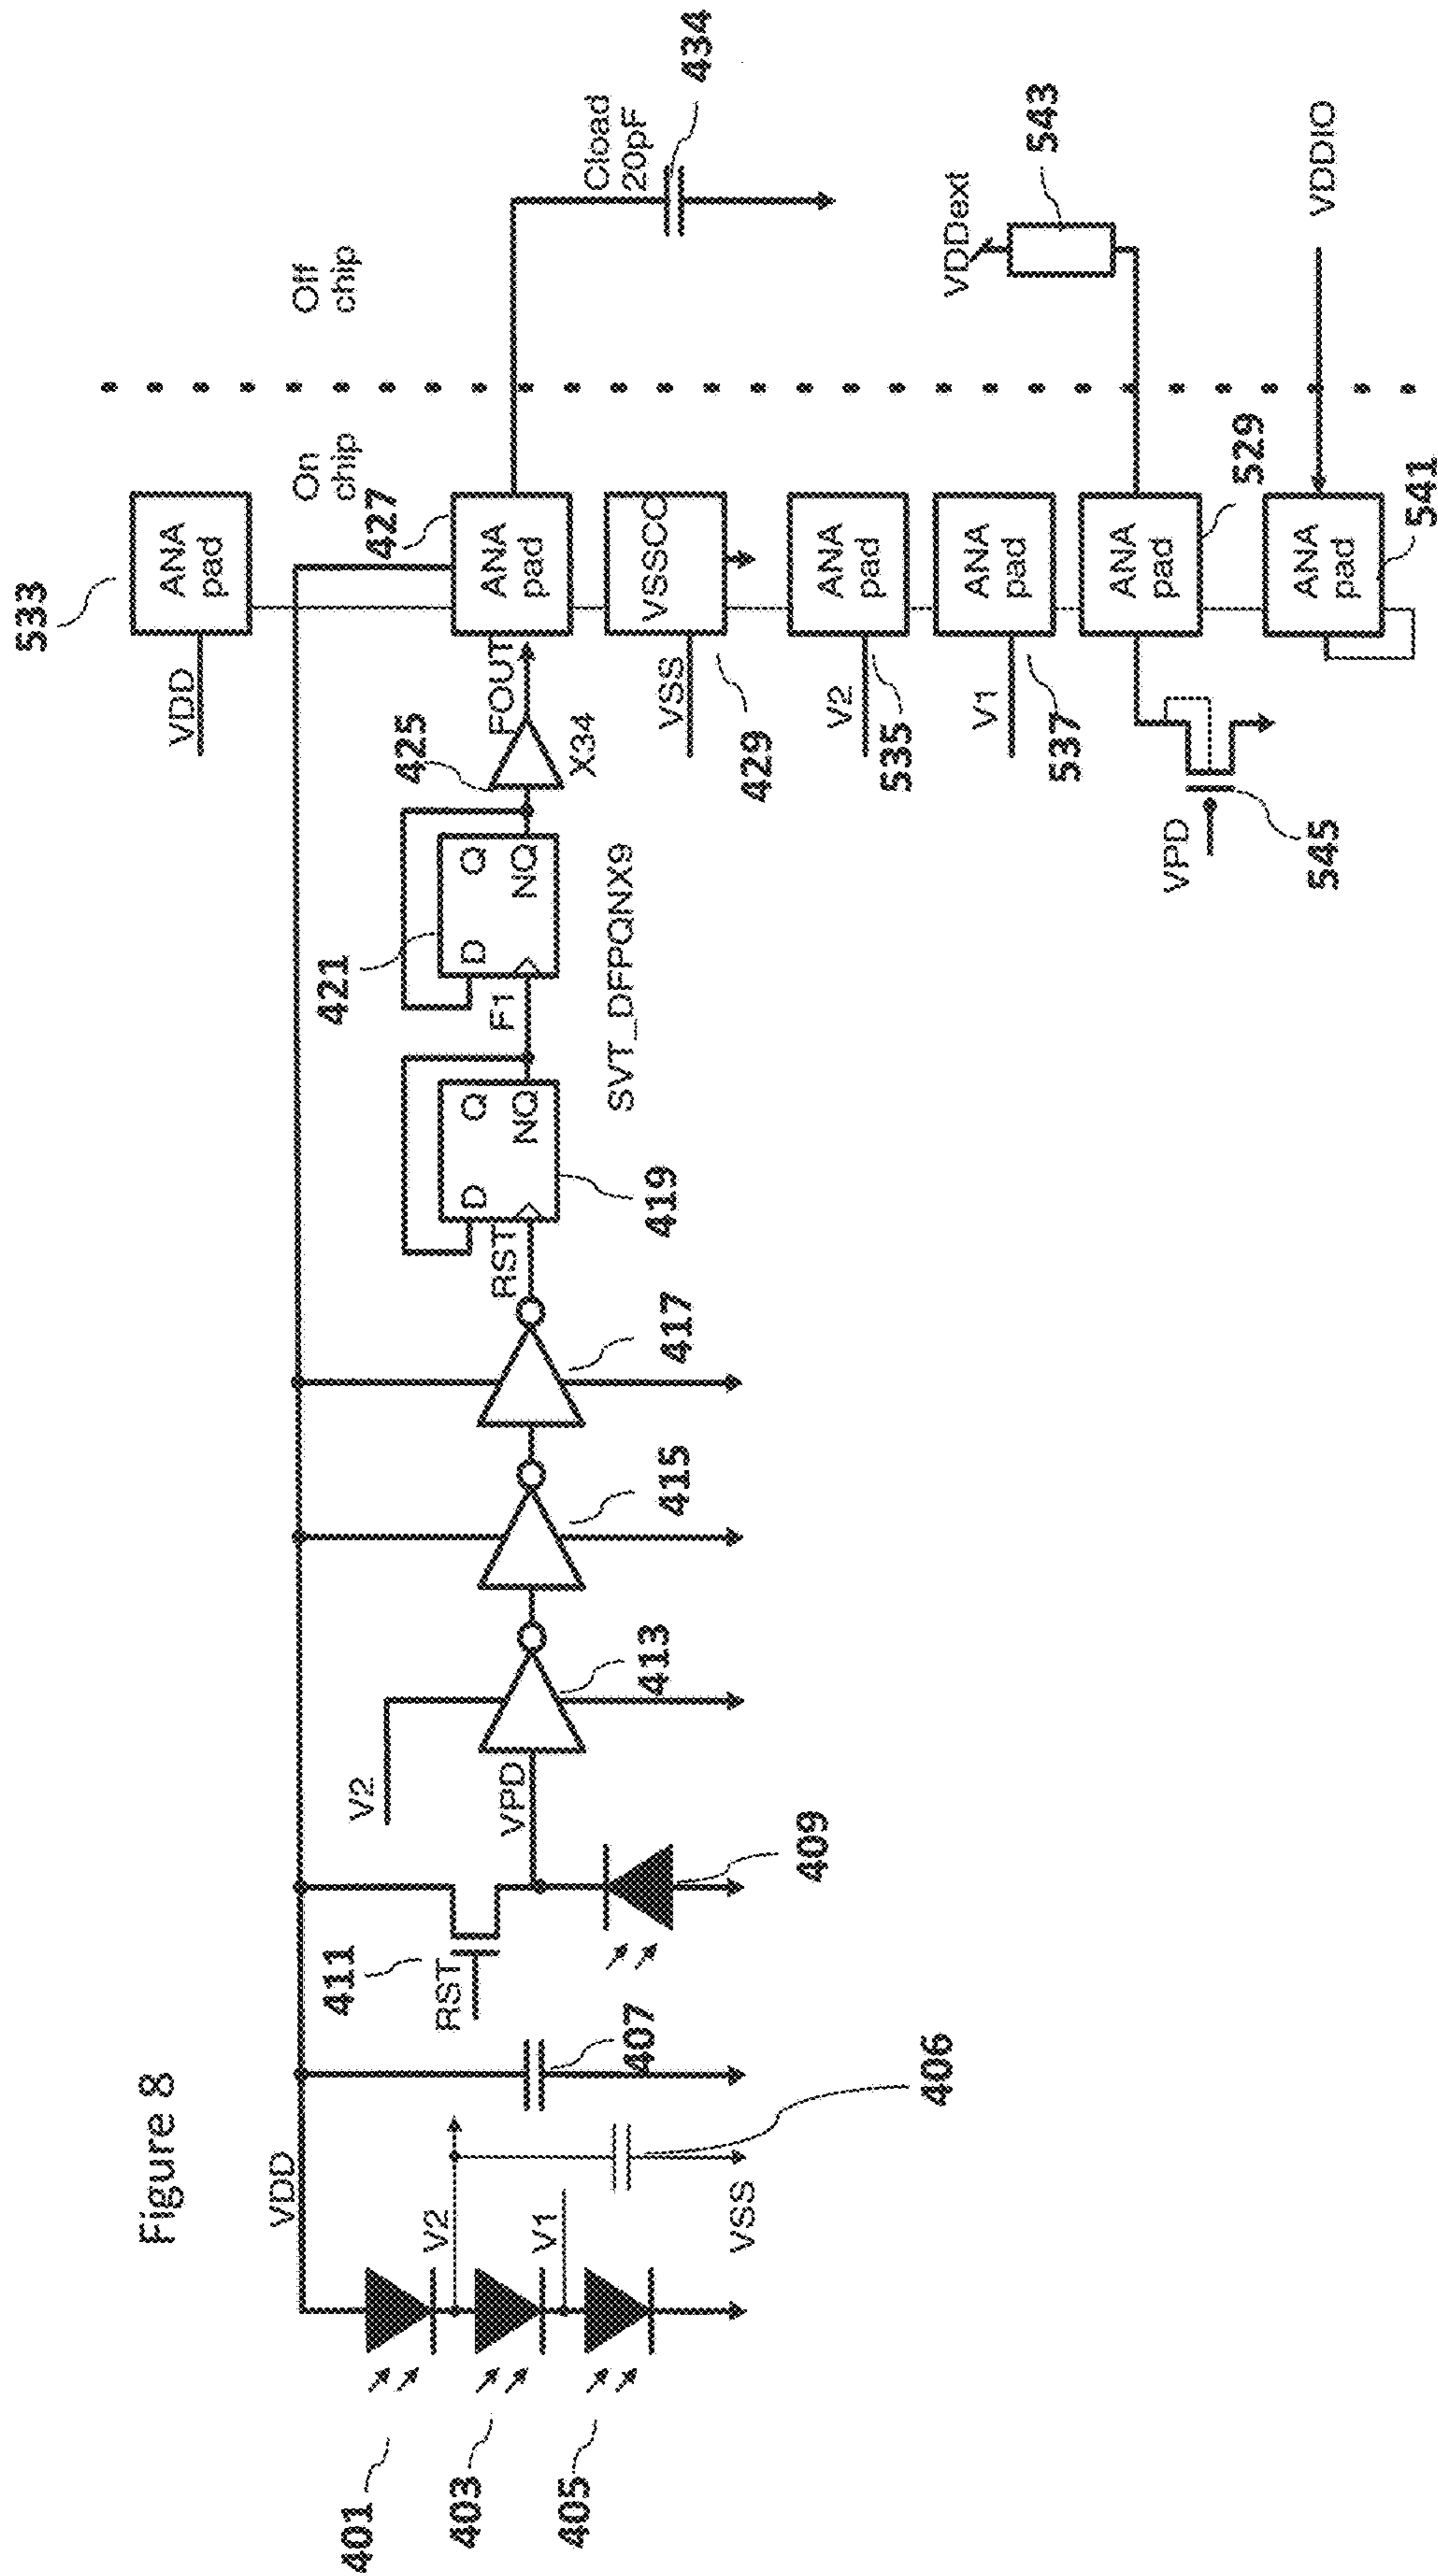 Figure 8
533
VDD
ANA
pad
On
chip
Off
chip
VDD
401
403
405
V2
V1
VSS
406
407
411
RST
409
V2
VPD
413
415
417
RST
D
Q
NQ
419
F1
421
D
Q
NQ
SVT_DFPQNX9
425
X34
FOUT
427
ANA
pad
Cload
20pF
434
VSS
VSSCO
429
V2
ANA
pad
535
V1
ANA
pad
537
VPD
545
ANA
pad
529
VDDext
543
ANA
pad
541
VDDIO